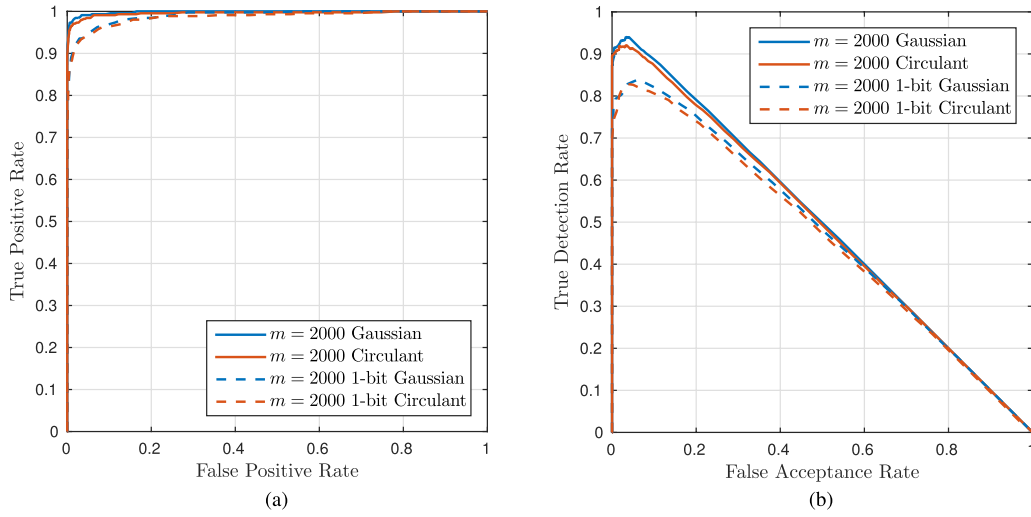 1
0.9
0.8
0.7
0.6
0.5
0.4
0.3
0.2
0.1
0
True Positive Rate
m = 2000 Gaussian
m = 2000 Circulant
m = 2000 1-bit Gaussian
m = 2000 1-bit Circulant
0 0.2 0.4 0.6 0.8 1
False Positive Rate
(a)
1
0.9
0.8
0.7
0.6
0.5
0.4
0.3
0.2
0.1
0
True Detection Rate
m = 2000 Gaussian
m = 2000 Circulant
m = 2000 1-bit Gaussian
m = 2000 1-bit Circulant
0 0.2 0.4 0.6 0.8 1
False Acceptance Rate
(b)